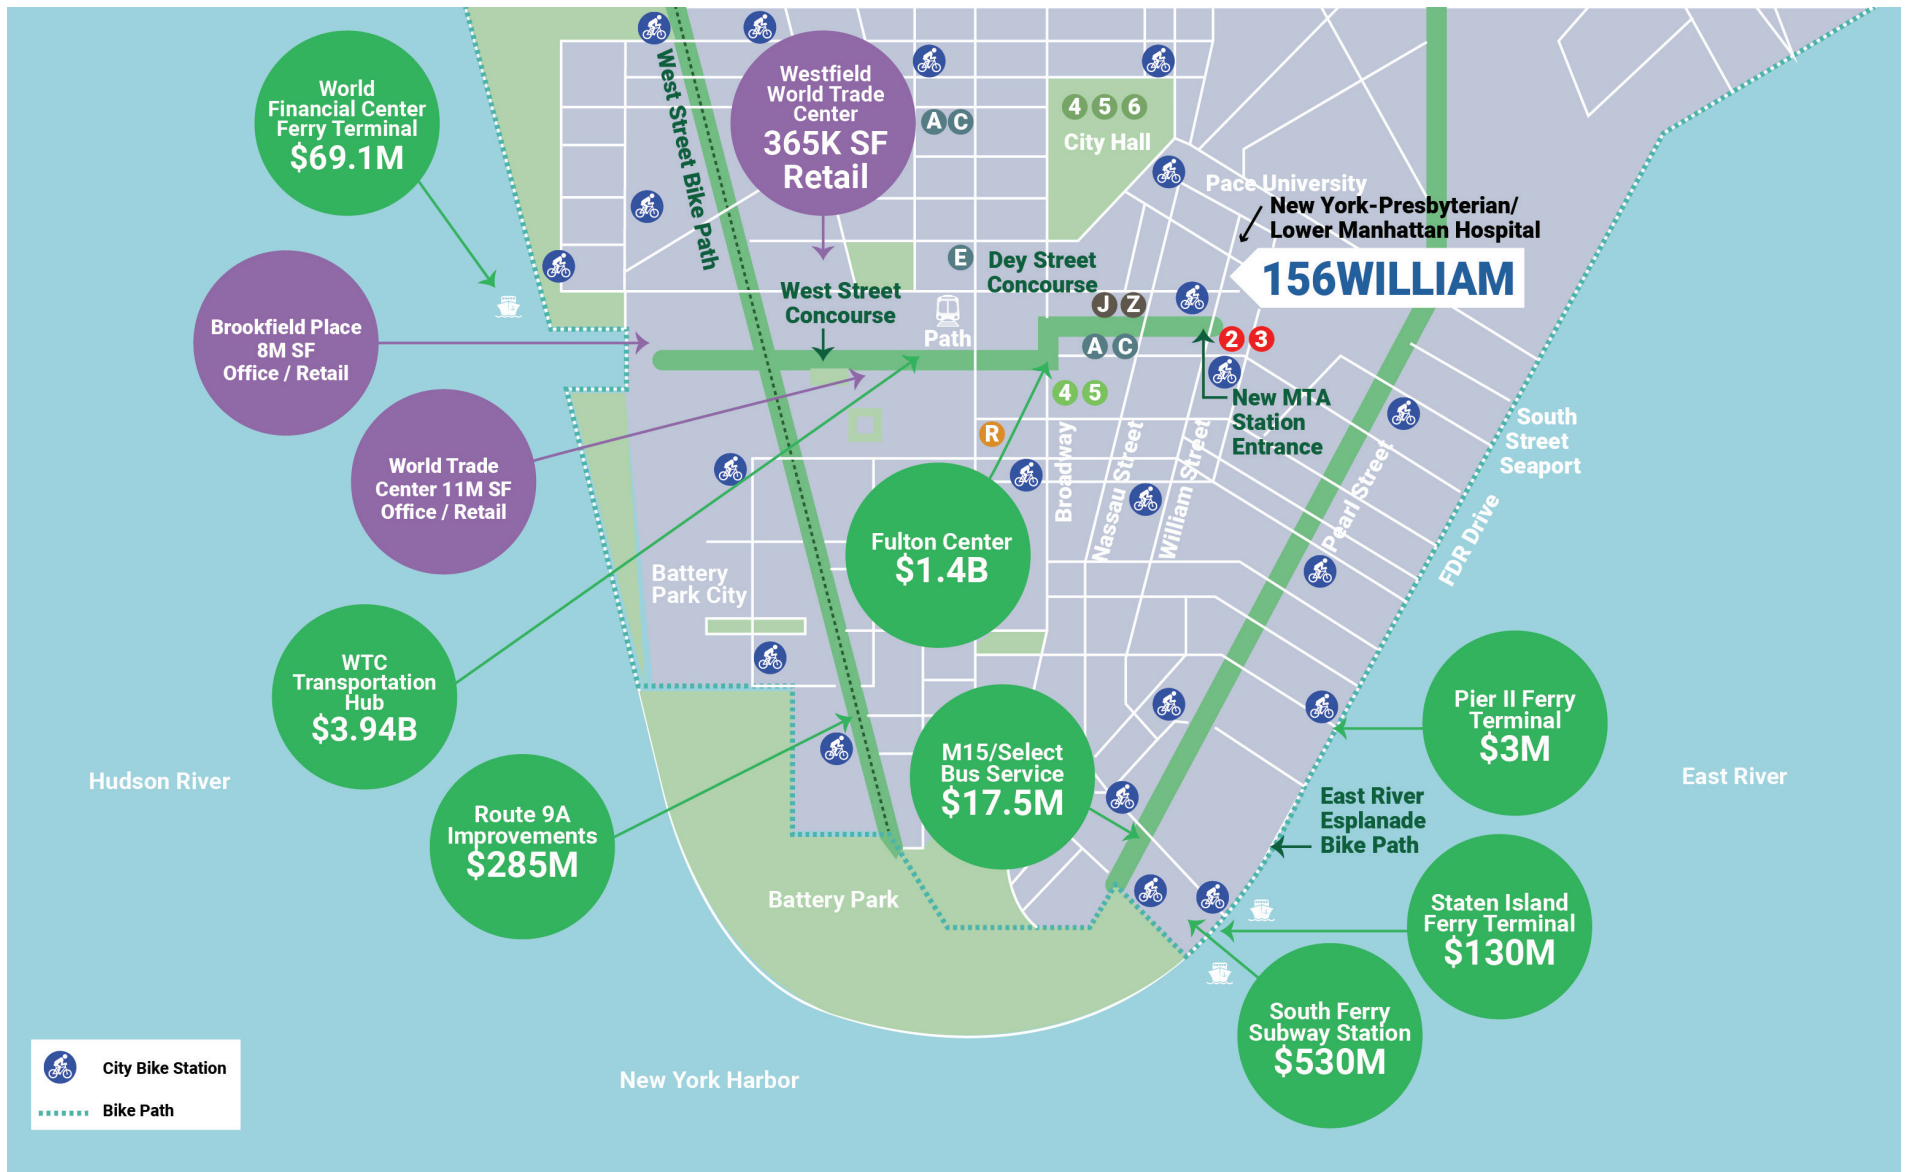 World
Financial Center
Ferry Terminal
$69.1M
West Street Bike Path
Westfield
World Trade
Center
365K SF
Retail
A C
4 5 6
City Hall
Pace University
New York-Presbyterian/
Lower Manhattan Hospital
156WILLIAM
E
Dey Street
Concourse
West Street
Concourse
Path
J Z
A C
2 3
4 5
R
New MTA
Station
Entrance
Brookfield Place
8M SF
Office / Retail
World Trade
Center 11M SF
Office / Retail
Broadway
Nassau Street
William Street
Pearl Street
FDR Drive
South
Street
Seaport
Fulton Center
$1.4B
Battery
Park City
WTC
Transportation
Hub
$3.94B
Pier II Ferry
Terminal
$3M
M15/Select
Bus Service
$17.5M
Hudson River
East River
Route 9A
Improvements
$285M
East River
Esplanade
Bike Path
Battery Park
Staten Island
Ferry Terminal
$130M
South Ferry
Subway Station
$530M
New York Harbor
City Bike Station
Bike Path